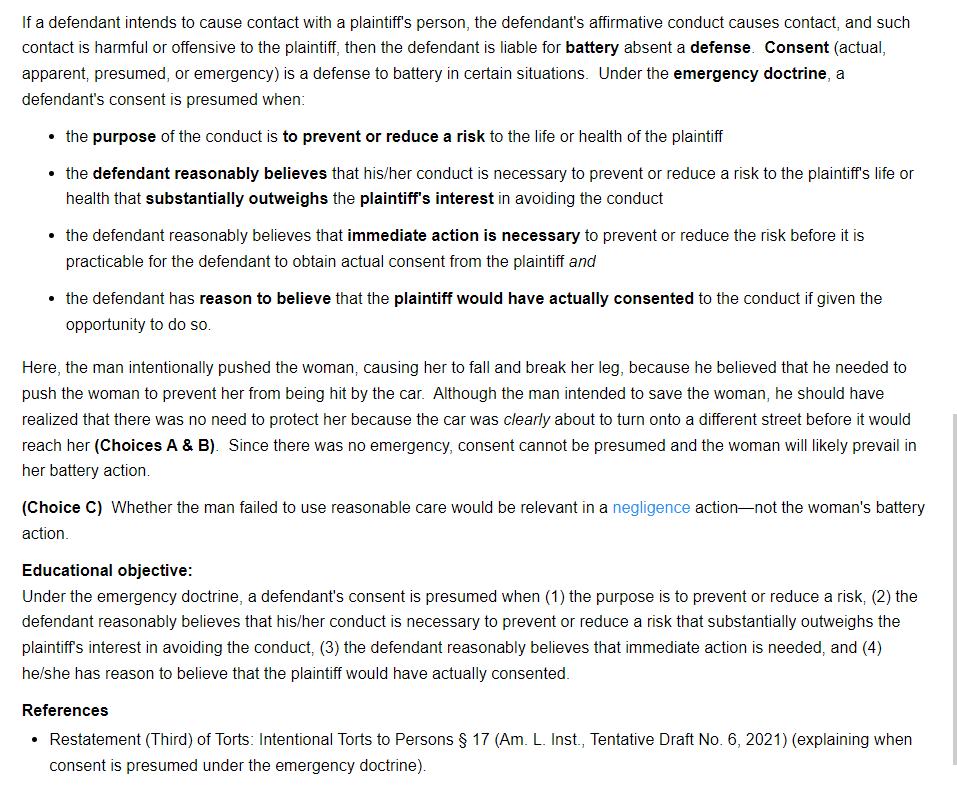 If a defendant intends to cause contact with a plaintiff's person, the defendant's affirmative conduct causes contact, and such
contact is harmful or offensive to the plaintiff, then the defendant is liable for battery absent a defense. Consent (actual,
apparent, presumed, or emergency) is a defense to battery in certain situations. Under the emergency doctrine, a
defendant's consent is presumed when:
• the purpose of the conduct is to prevent or reduce a risk to the life or health of the plaintiff
• the defendant reasonably believes that his/her conduct is necessary to prevent or reduce a risk to the plaintiff's life or
health that substantially outweighs the plaintiff's interest in avoiding the conduct
• the defendant reasonably believes that immediate action is necessary to prevent or reduce the risk before it is
practicable for the defendant to obtain actual consent from the plaintiff and
• the defendant has reason to believe that the plaintiff would have actually consented to the conduct if given the
opportunity to do so.
Here, the man intentionally pushed the woman, causing her to fall and break her leg, because he believed that he needed to
push the woman to prevent her from being hit by the car. Although the man intended to save the woman, he should have
realized that there was no need to protect her because the car was clearly about to turn onto a different street before it would
reach her (Choices A & B). Since there was no emergency, consent cannot be presumed and the woman will likely prevail in
her battery action.
(Choice C) Whether the man failed to use reasonable care would be relevant in a negligence action—not the woman's battery
action.
Educational objective:
Under the emergency doctrine, a defendant's consent is presumed when (1) the purpose is to prevent or reduce a risk, (2) the
defendant reasonably believes that his/her conduct is necessary to prevent or reduce a risk that substantially outweighs the
plaintiff's interest in avoiding the conduct, (3) the defendant reasonably believes that immediate action is needed, and (4)
he/she has reason to believe that the plaintiff would have actually consented.
References
• Restatement (Third) of Torts: Intentional Torts to Persons § 17 (Am. L. Inst., Tentative Draft No. 6, 2021) (explaining when
consent is presumed under the emergency doctrine).